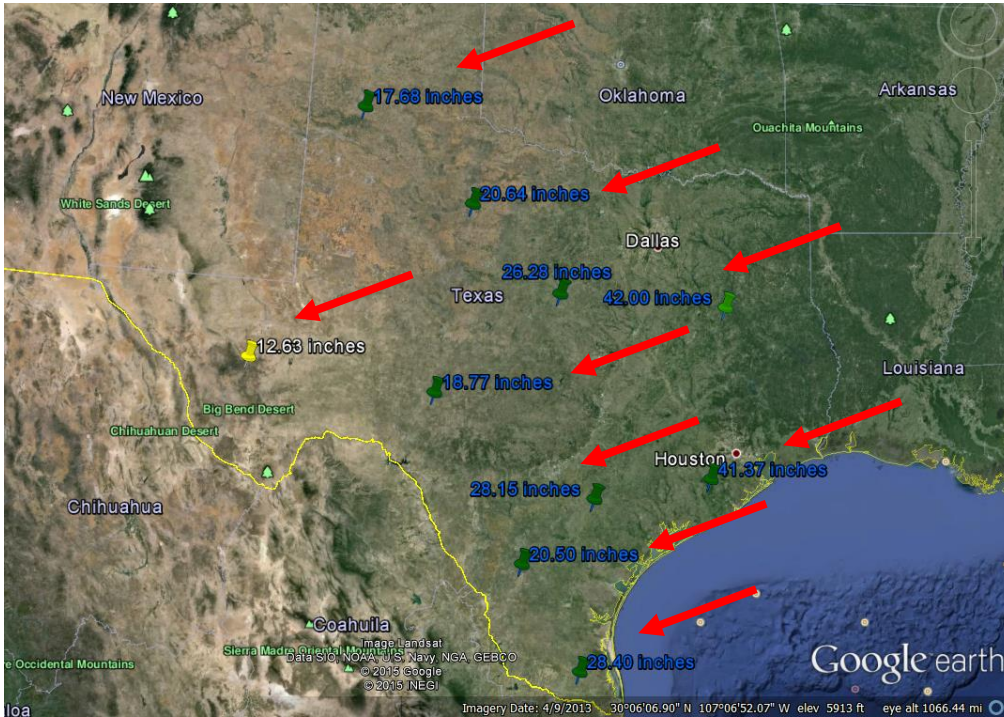 New Mexico
17.68 inches
Oklahoma
Arkansas
Ouachita Mountains
White Sands Desert
20.64 inches
Dallas
26.28 inches
Texas
42.00 inches
12.63 inches
Louisiana
18.77 inches
Big Bend Desert
Chihuahuan Desert
Houston
41.37 inches
28.15 inches
Chihuahua
20.50 inches
Coahuila
Image Landsat
Sierra Madre Oriental Mountains
Data SIO, NOAA, U.S. Navy, NGA, GEBCO
© 2015 Google
© 2015 INEGI
re Occidental Mountains
28.40 inches
Google earth
loa
Imagery Date: 4/9/2013 30°06'06.90" N 107°06'52.07" W elev 5913 ft eye alt 1066.44 mi